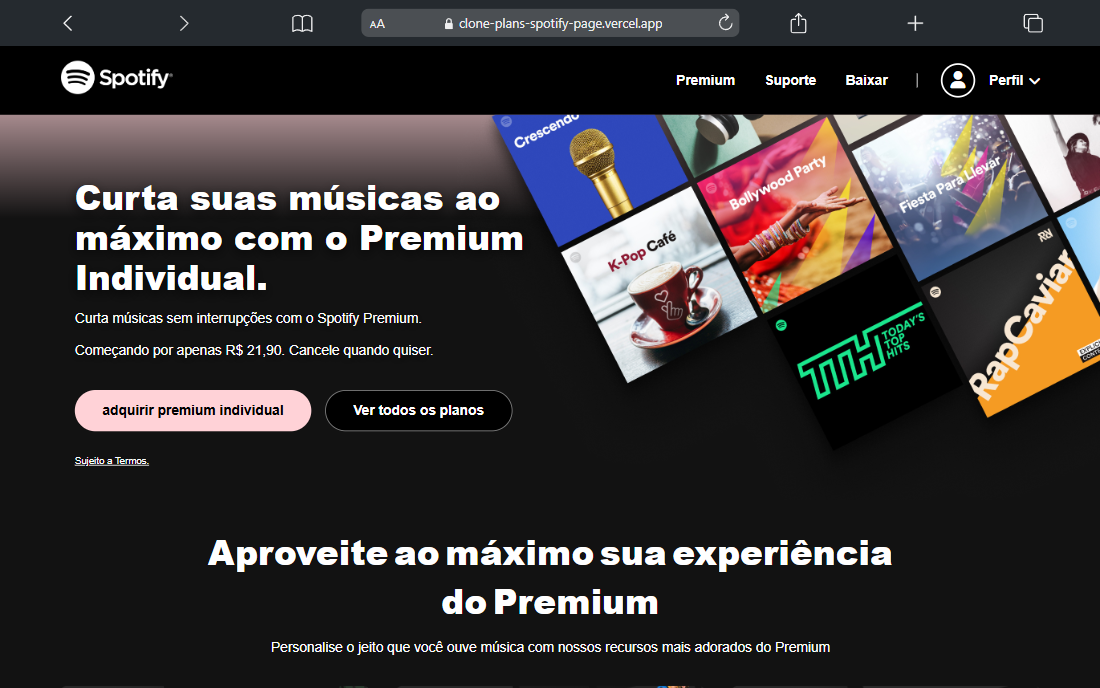 AA
clone-plans-spotify-page.vercel.app
Spotify
Premium
Suporte
Baixar
|
Perfil
Crescendo
Bollywood Party
Fiesta Para Llevar
K-Pop Café
TTH TODAY'S
TOP
HITS
RapCaviar
Curta suas músicas ao
máximo com o Premium
Individual.
Curta músicas sem interrupções com o Spotify Premium.
Começando por apenas R$ 21,90. Cancele quando quiser.
adquirir premium individual
Ver todos os planos
Sujeito a Termos.
Aproveite ao máximo sua experiência
do Premium
Personalise o jeito que você ouve música com nossos recursos mais adorados do Premium